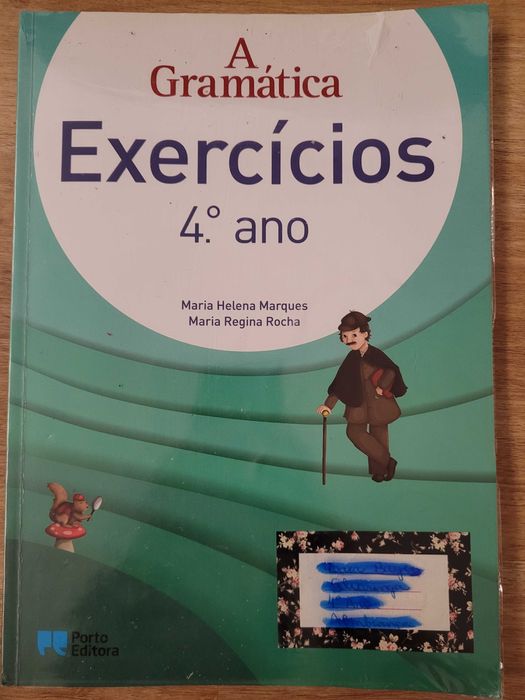 A
Gramática
Exercícios
4.º ano
Maria Helena Marques
Maria Regina Rocha
Porto
Editora